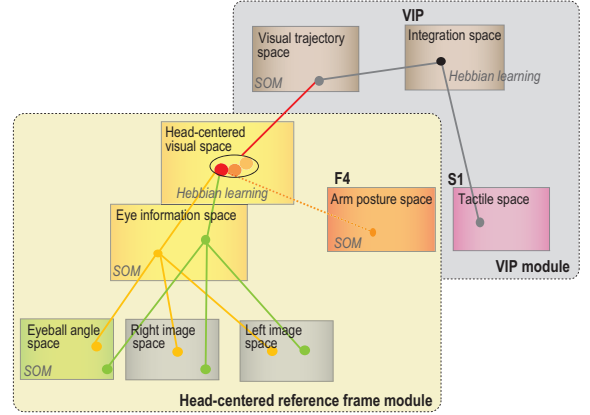 VIP
Visual trajectory
space
SOM
Integration space
Hebbian learning
Head-centered
visual space
Hebbian learning
F4
Arm posture space
SOM
S1
Tactile space
Eye information space
SOM
VIP module
Eyeball angle
space
SOM
Right image
space
Left image
space
Head-centered reference frame module